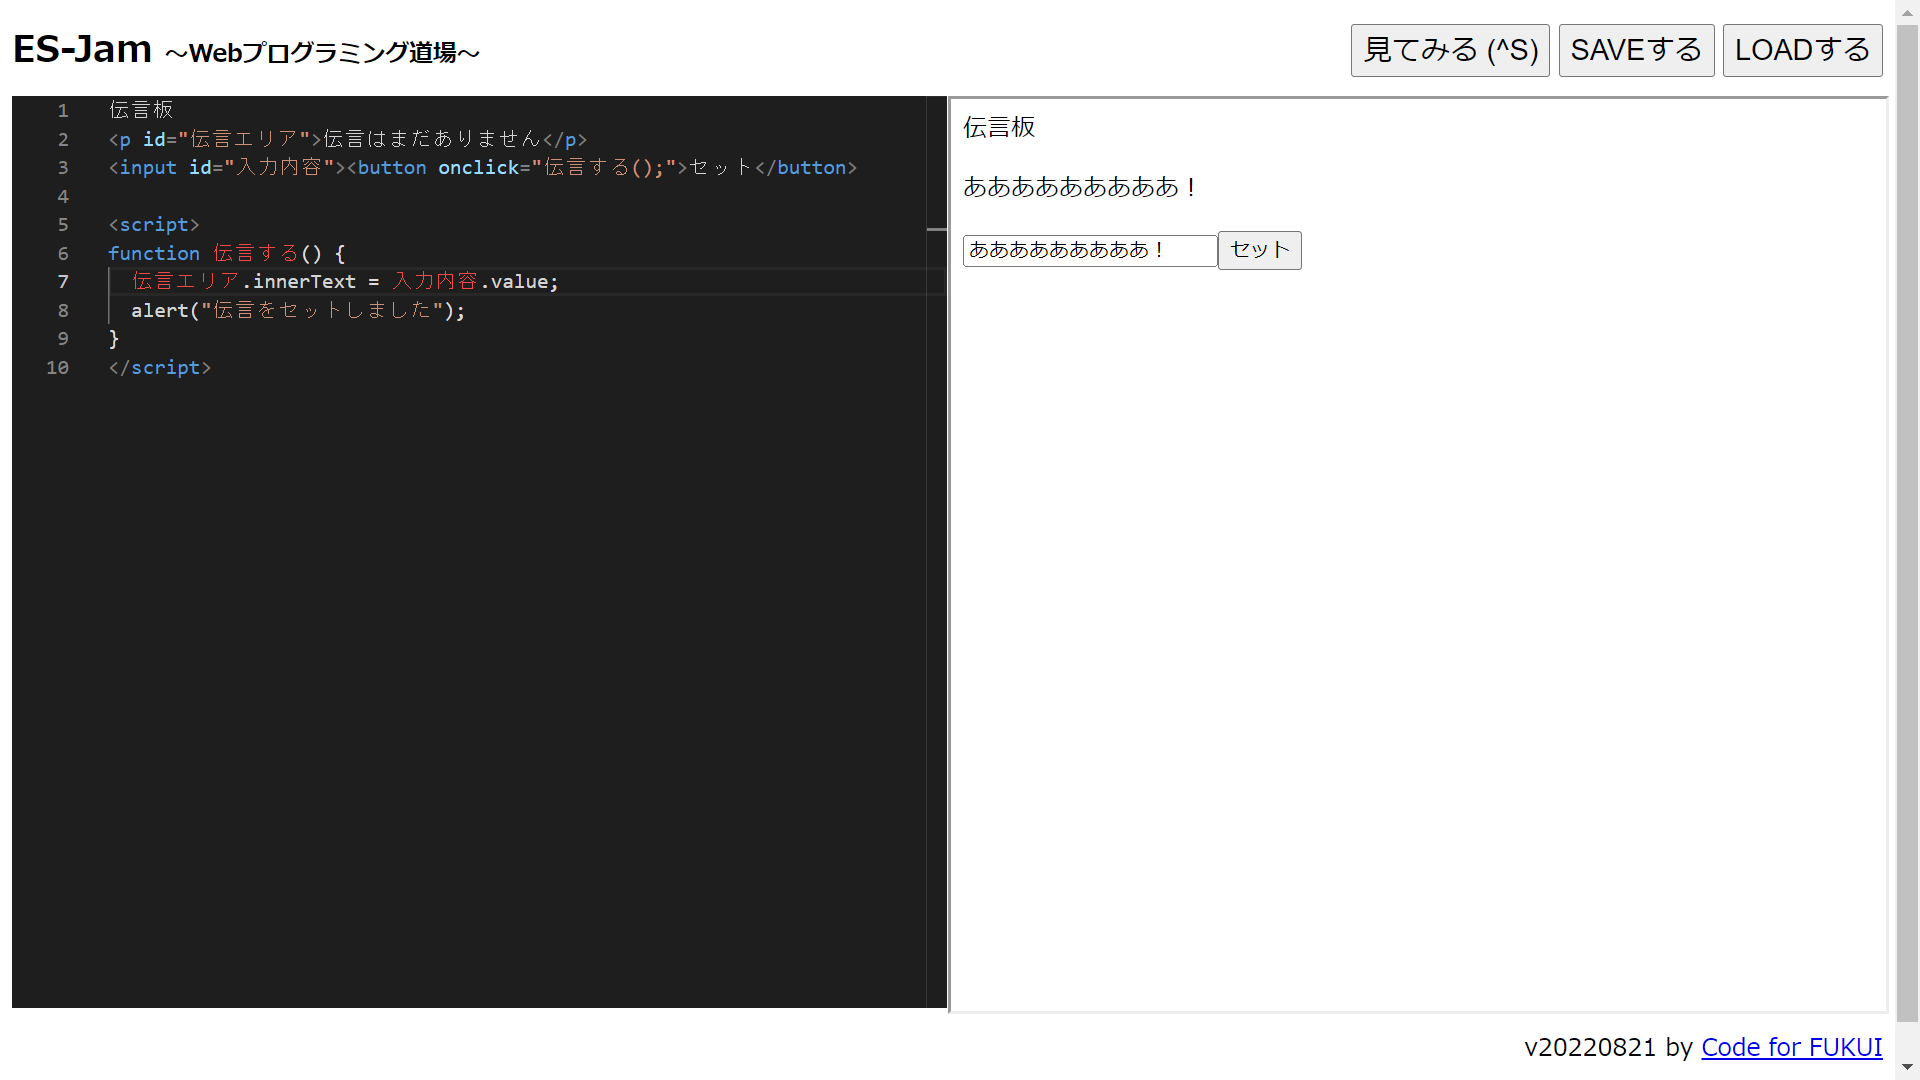 ES-Jam ～Webプログラミング道場～
見てみる (^S) SAVEする LOADする
1 伝言板
2 <p id="伝言エリア">伝言はまだありません</p>
3 <input id="入力内容"><button onclick="伝言する();">セット</button>
4
5 <script>
6 function 伝言する() {
7 伝言エリア.innerText = 入力内容.value;
8 alert("伝言をセットしました");
9 }
10 </script>
伝言板
あああああああああ！
あああああああああ！ セット
v20220821 by Code for FUKUI